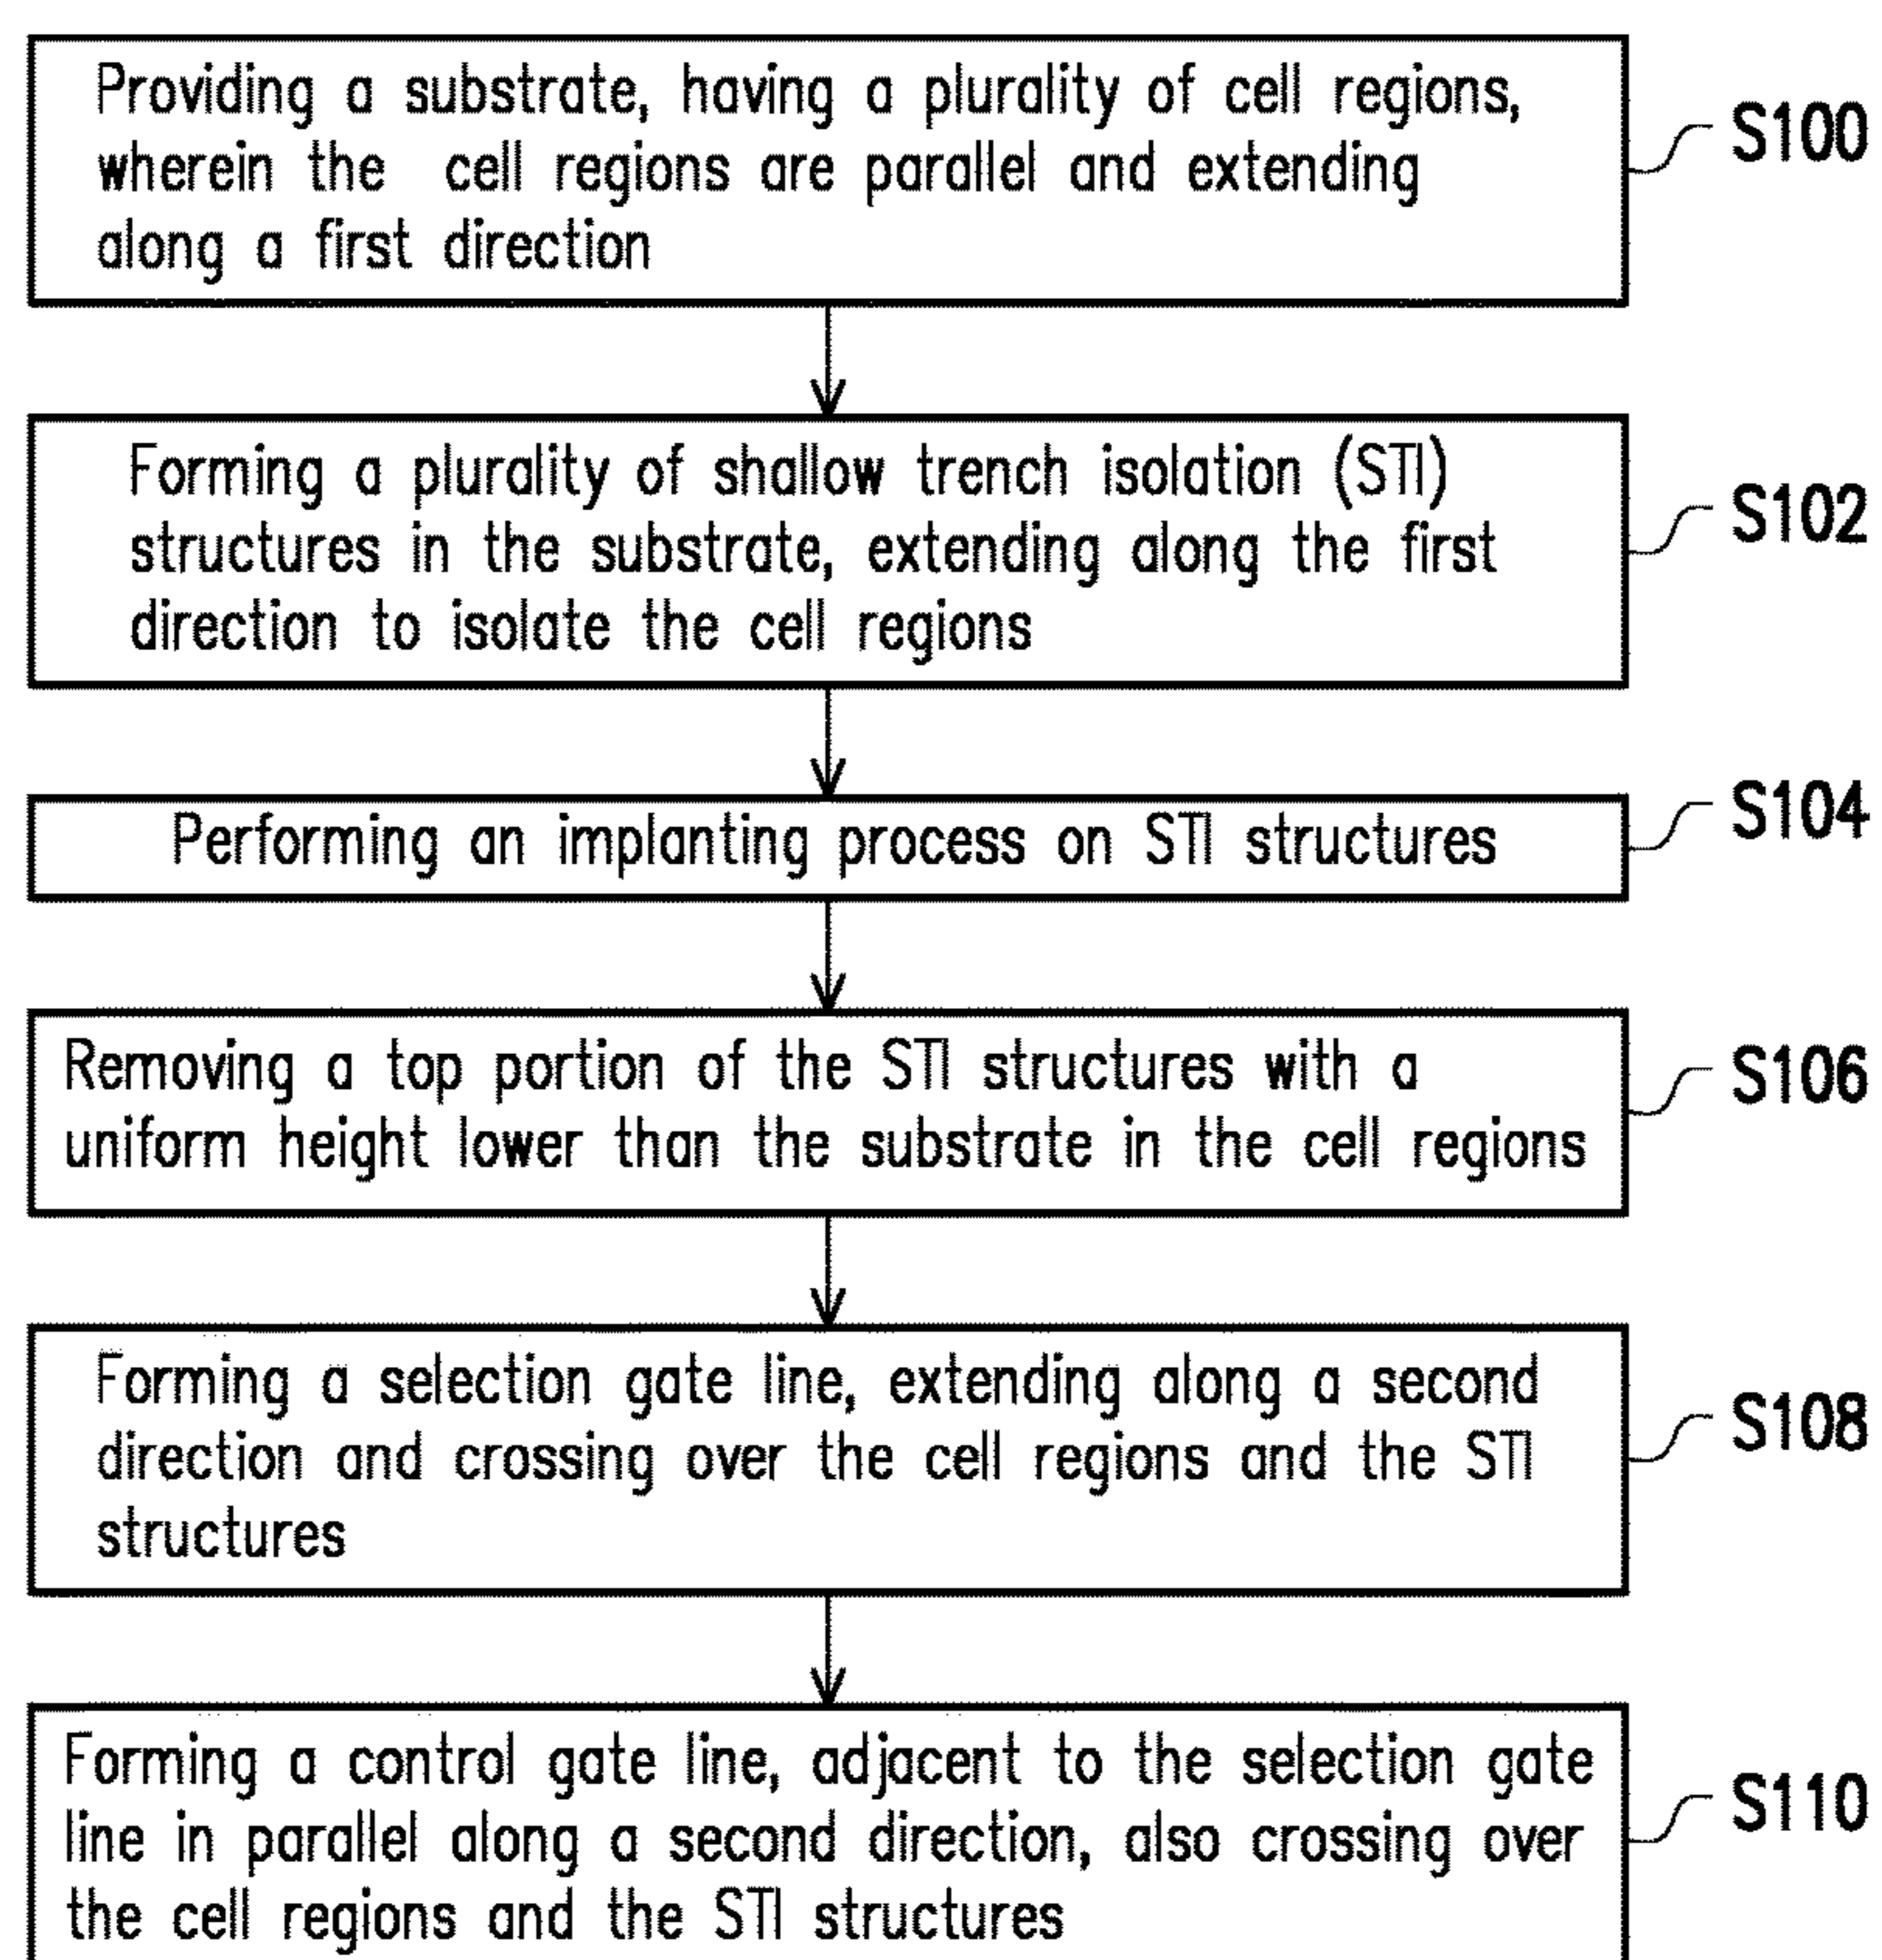 Providing a substrate, having a plurality of cell regions,
wherein the cell regions are parallel and extending
along a first direction
S100
Forming a plurality of shallow trench isolation (STI)
structures in the substrate, extending along the first
direction to isolate the cell regions
S102
Performing an implanting process on STI structures
S104
Removing a top portion of the STI structures with a
uniform height lower than the substrate in the cell regions
S106
Forming a selection gate line, extending along a second
direction and crossing over the cell regions and the STI
structures
S108
Forming a control gate line, adjacent to the selection gate
line in parallel along a second direction, also crossing over
the cell regions and the STI structures
S110